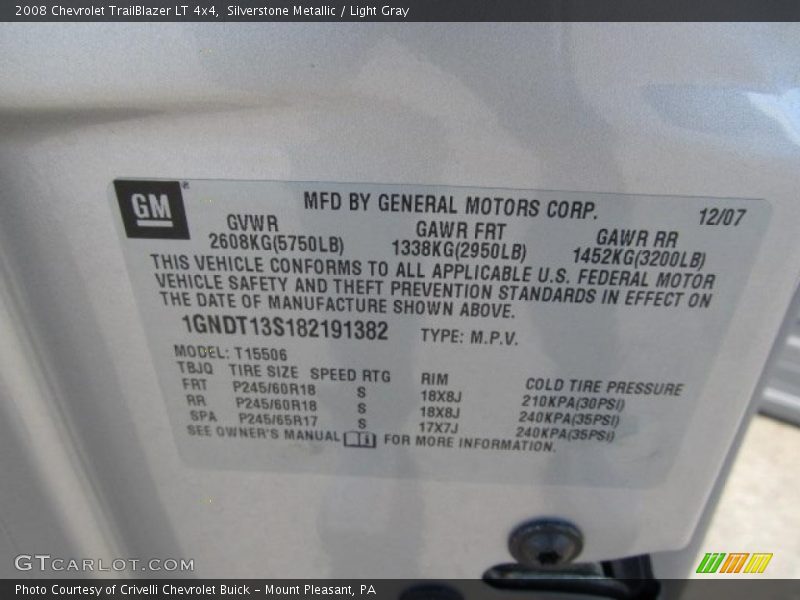 2008 Chevrolet TrailBlazer LT 4x4,  Silverstone Metallic / Light Gray
GM ®
MFD BY GENERAL MOTORS CORP. 12/07
GVWR GAWR FRT GAWR RR
2608KG(5750LB) 1338KG(2950LB) 1452KG(3200LB)
THIS VEHICLE CONFORMS TO ALL APPLICABLE U.S. FEDERAL MOTOR
VEHICLE SAFETY AND THEFT PREVENTION STANDARDS IN EFFECT ON
THE DATE OF MANUFACTURE SHOWN ABOVE.
1GNDT13S182191382 TYPE: M.P.V.
MODEL: T15506
TBJQ TIRE SIZE SPEED RTG RIM COLD TIRE PRESSURE
FRT P245/60R18 S 18X8J 210KPA(30PSI)
RR P245/60R18 S 18X8J 240KPA(35PSI)
SPA P245/65R17 S 17X7J 240KPA(35PSI)
SEE OWNER'S MANUAL FOR MORE INFORMATION.
GTCARLOT.COM
Photo Courtesy of Crivelli Chevrolet Buick - Mount Pleasant, PA